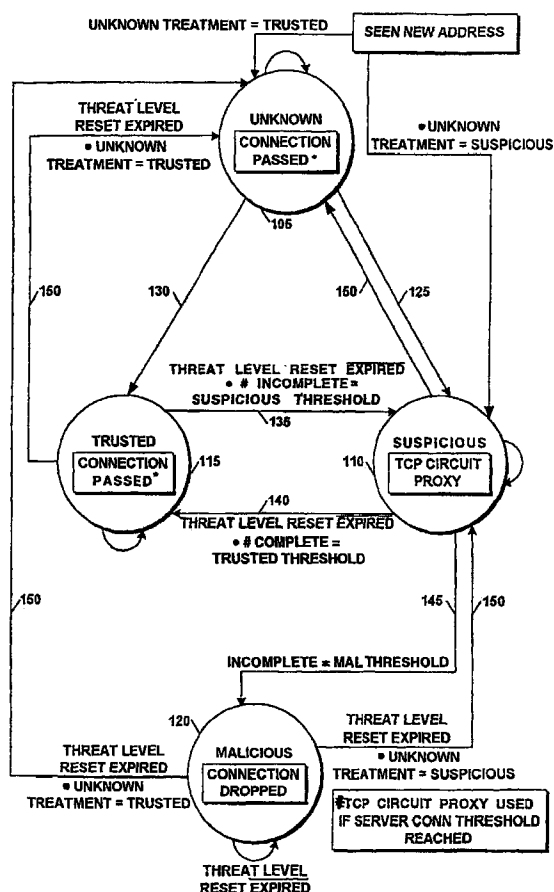 UNKNOWN TREATMENT = TRUSTED
SEEN NEW ADDRESS
THREAT LEVEL
RESET EXPIRED
• UNKNOWN
TREATMENT = TRUSTED
UNKNOWN
CONNECTION
PASSED*
• UNKNOWN
TREATMENT = SUSPICIOUS
105
150
130
160
125
THREAT LEVEL RESET EXPIRED
• # INCOMPLETE =
SUSPICIOUS THRESHOLD
135
TRUSTED
CONNECTION
PASSED*
115
SUSPICIOUS
TCP CIRCUIT
PROXY
110
140
THREAT LEVEL RESET EXPIRED
• # COMPLETE =
TRUSTED THRESHOLD
150
145
150
INCOMPLETE = MAL THRESHOLD
120
MALICIOUS
CONNECTION
DROPPED
THREAT LEVEL
RESET EXPIRED
• UNKNOWN
TREATMENT = TRUSTED
THREAT LEVEL
RESET EXPIRED
• UNKNOWN
TREATMENT = SUSPICIOUS
*TCP CIRCUIT PROXY USED
IF SERVER CONN THRESHOLD
REACHED
THREAT LEVEL
RESET EXPIRED